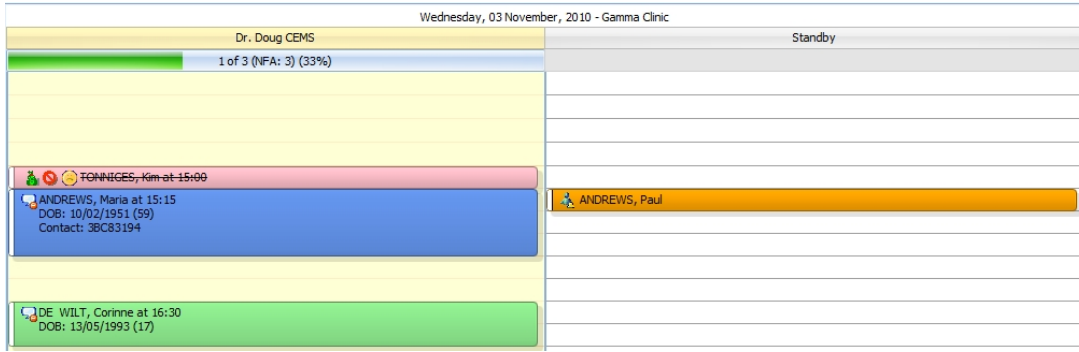 Wednesday, 03 November, 2010 - Gamma Clinic
Dr. Doug CEMS
Standby
1 of 3 (NFA: 3) (33%)
TONNIGES, Kim at 15:00
ANDREWS, Maria at 15:15
DOB: 10/02/1951 (59)
Contact: 3BC83194
ANDREWS, Paul
DE WILT, Corinne at 16:30
DOB: 13/05/1993 (17)